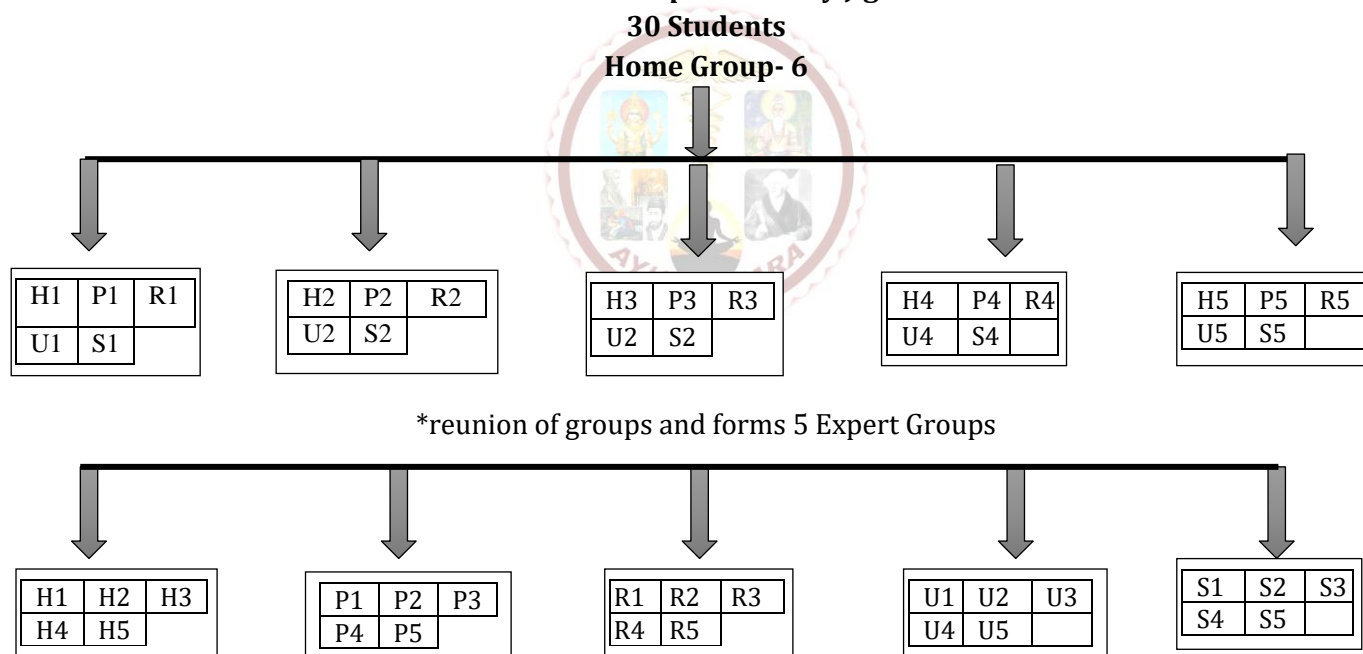 30 Students
Home Group- 6
H1 P1 R1
U1 S1
H2 P2 R2
U2 S2
H3 P3 R3
U2 S2
H4 P4 R4
U4 S4
H5 P5 R5
U5 S5
*reunion of groups and forms 5 Expert Groups
H1 H2 H3
H4 H5
P1 P2 P3
P4 P5
R1 R2 R3
R4 R5
U1 U2 U3
U4 U5
S1 S2 S3
S4 S5